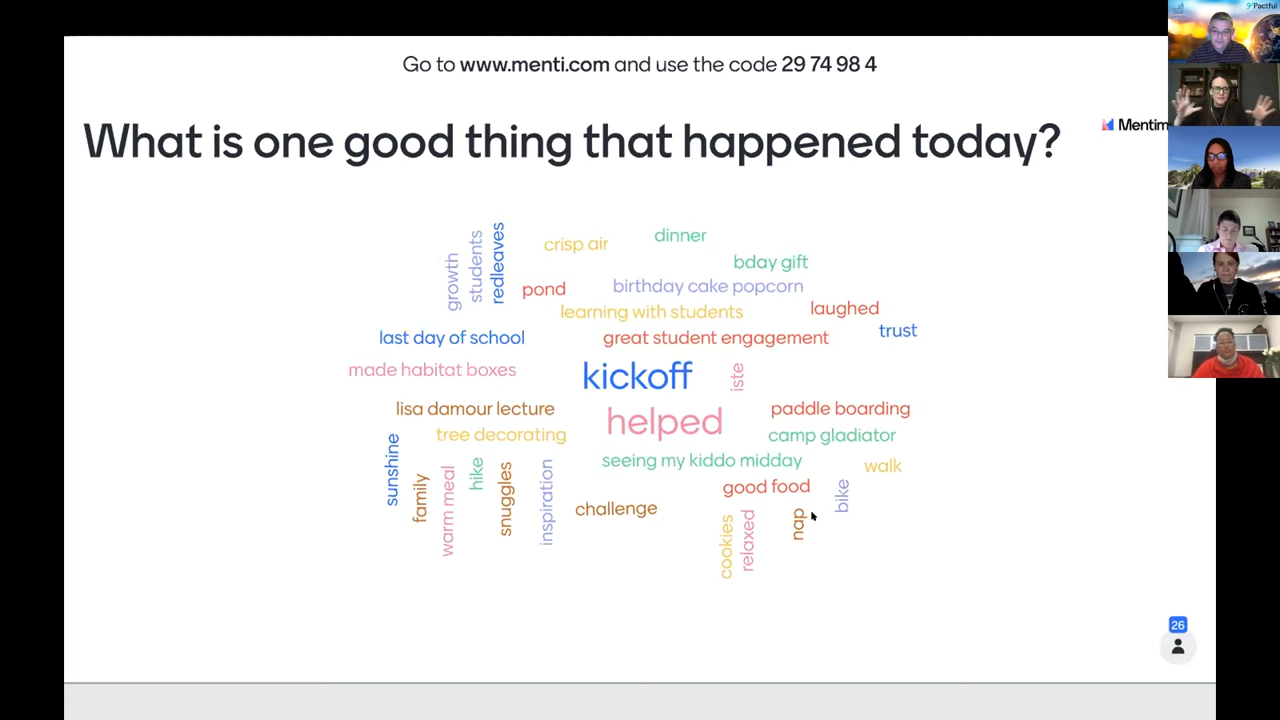 Go to www.menti.com and use the code 29 74 98 4
Pactful
What is one good thing that happened today?
Mentim
growth
students
redleaves
crisp air
dinner
bday gift
pond
birthday cake popcorn
learning with students
laughed
last day of school
great student engagement
trust
made habitat boxes
kickoff
iste
lisa damour lecture
helped
paddle boarding
tree decorating
camp gladiator
seeing my kiddo midday
walk
sunshine
family
warm meal
hike
snuggles
inspiration
challenge
good food
cookies
relaxed
nap
bike
26